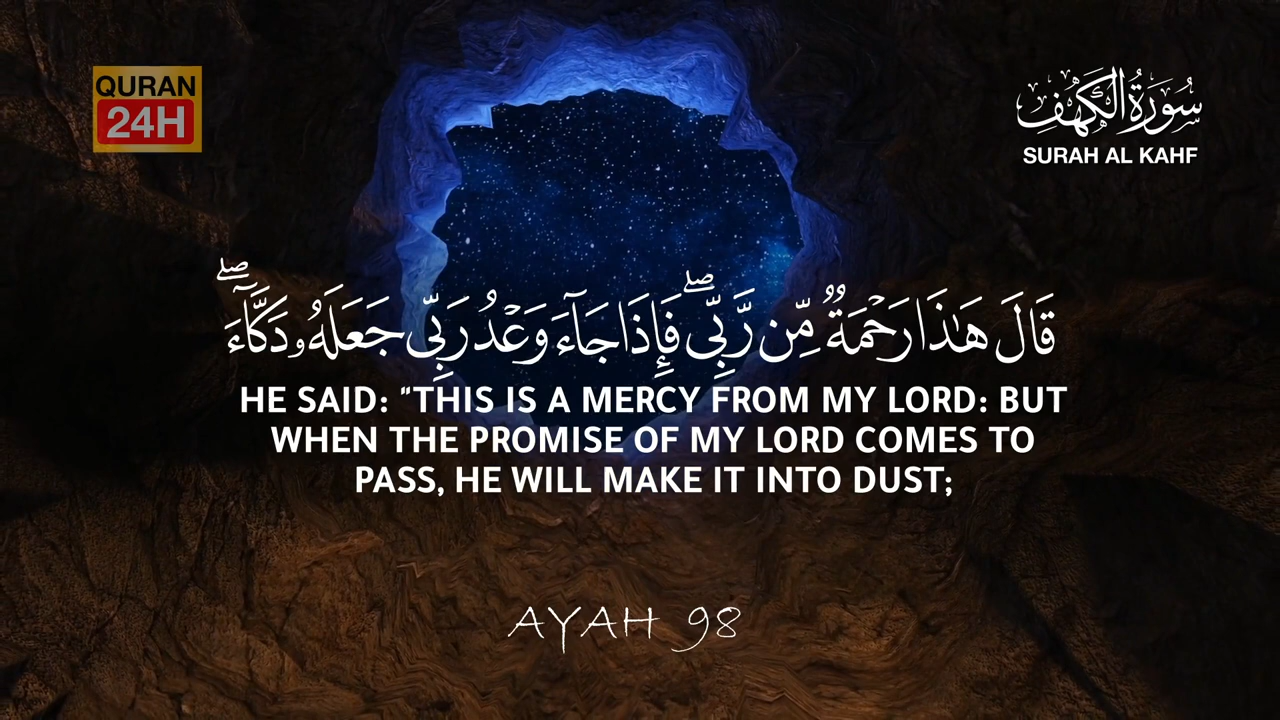 QURAN
24H
سُورَةُ الكَهْفِ
SURAH AL KAHF
قَالَ هَـٰذَا رَحْمَةٌ مِّن رَّبِّى ۖ فَإِذَا جَآءَ وَعْدُ رَبِّى جَعَلَهُۥ دَكَّآءَ ۖ
HE SAID: "THIS IS A MERCY FROM MY LORD: BUT
WHEN THE PROMISE OF MY LORD COMES TO
PASS, HE WILL MAKE IT INTO DUST;
AYAH 98